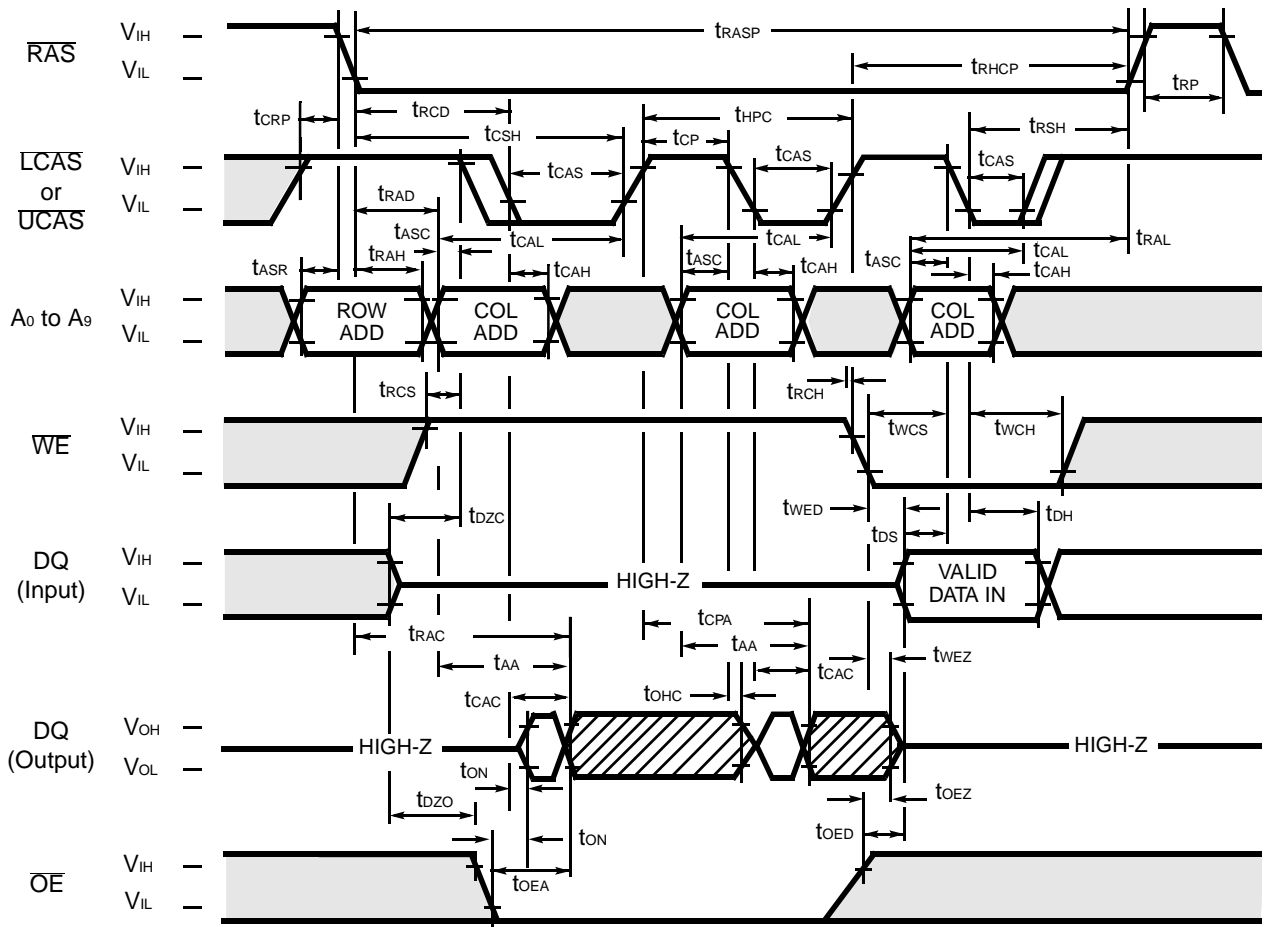 RAS
VIH
VIL
tRASP
tRHCP
tRP
tCRP
tRCD
tHPC
tRSH
tCSH
tCP
LCAS
or
UCAS
VIH
VIL
tCAS
tCAS
tCAS
tRAD
tRAL
tASC
tCAL
tCAL
tCAL
tASR
tRAH
tCAH
tASC
tCAH
tASC
tCAH
A0 to A9
VIH
VIL
ROW
ADD
COL
ADD
COL
ADD
COL
ADD
tRCS
tRCH
WE
VIH
VIL
tWCS
tWCH
tDZC
tWED
tDH
tDS
DQ
(Input)
VIH
VIL
HIGH-Z
VALID
DATA IN
tCPA
tRAC
tAA
tAA
tWEZ
tCAC
tCAC
tOHC
DQ
(Output)
VOH
VOL
HIGH-Z
HIGH-Z
tON
tDZO
tOEZ
tON
tOED
OE
VIH
VIL
tOEA